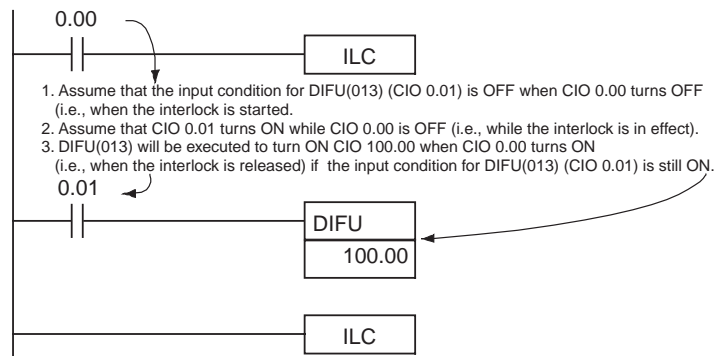 0.00
ILC
1. Assume that the input condition for DIFU(013) (CIO 0.01) is OFF when CIO 0.00 turns OFF
(i.e., when the interlock is started.
2. Assume that CIO 0.01 turns ON while CIO 0.00 is OFF (i.e., while the interlock is in effect).
3. DIFU(013) will be executed to turn ON CIO 100.00 when CIO 0.00 turns ON
(i.e., when the interlock is released) if the input condition for DIFU(013) (CIO 0.01) is still ON.
0.01
DIFU
100.00
ILC